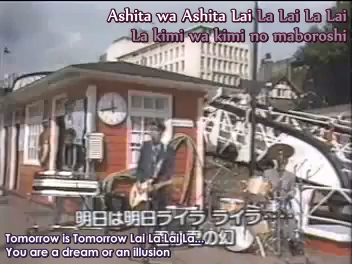 Ashita wa Ashita Lai La Lai La Lai
La kimi wa kimi no maboroshi
明日は明日ライラ ライラ‥‥
の幻
Tomorrow is Tomorrow Lai La Lai La...
You are a dream or an illusion